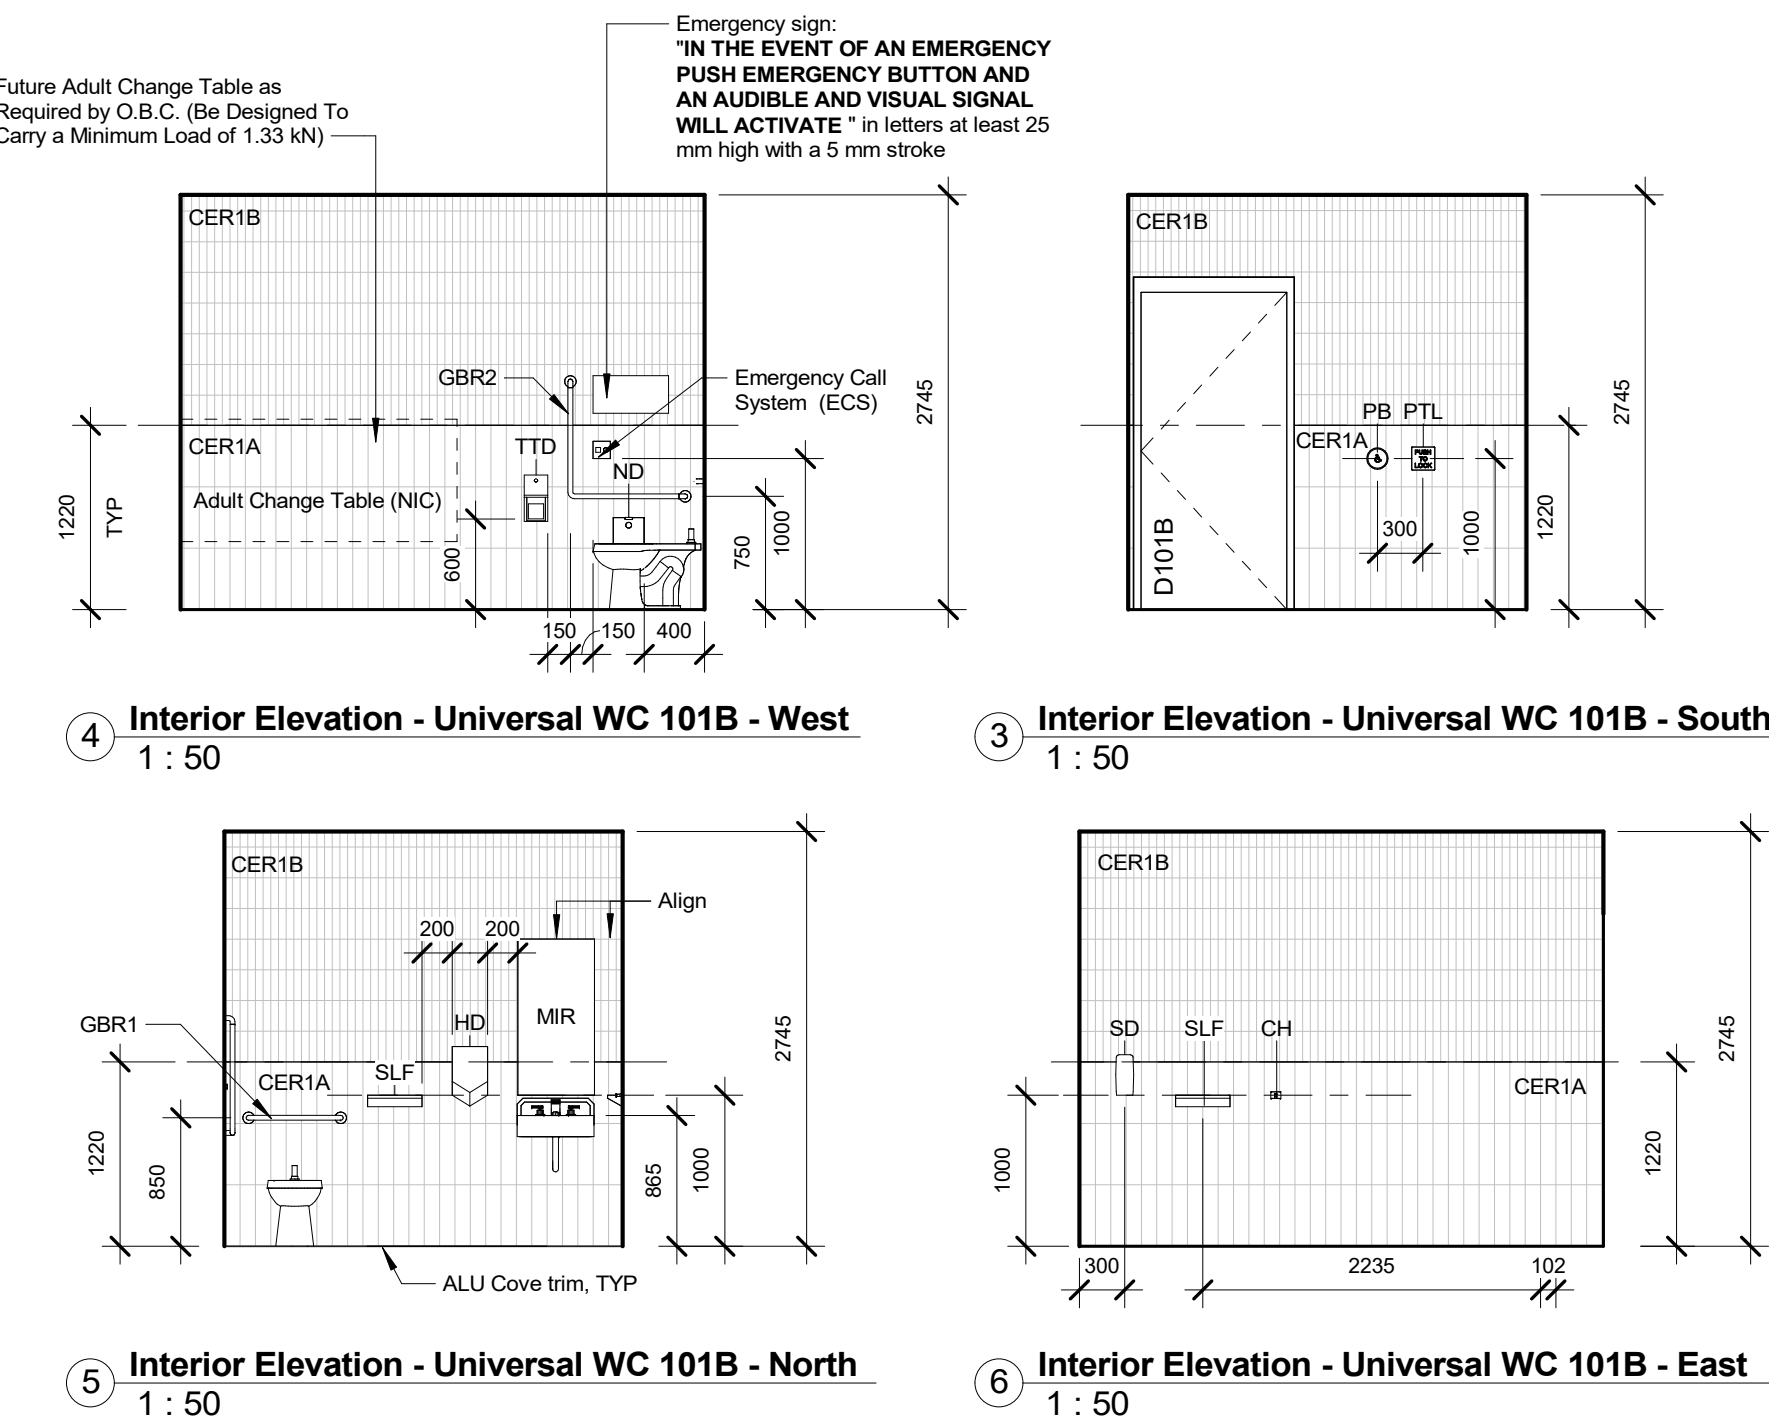 Emergency sign:
"IN THE EVENT OF AN EMERGENCY
PUSH EMERGENCY BUTTON AND
AN AUDIBLE AND VISUAL SIGNAL
WILL ACTIVATE " in letters at least 25
mm high with a 5 mm stroke
Future Adult Change Table as
Required by O.B.C. (Be Designed To
Carry a Minimum Load of 1.33 kN)
CER1B
GBR2
Emergency Call
System (ECS)
CER1A
TTD
ND
Adult Change Table (NIC)
1220
TYP
600
750
1000
2745
150
150
400
4
Interior Elevation - Universal WC 101B - West
1 : 50
CER1B
PB
PTL
CER1A
PUSH
TO
LOCK
D101B
300
1000
1220
2745
3
Interior Elevation - Universal WC 101B - South
1 : 50
CER1B
Align
200
200
HD
MIR
GBR1
CER1A
SLF
1220
850
865
1000
2745
ALU Cove trim, TYP
5
Interior Elevation - Universal WC 101B - North
1 : 50
CER1B
SD
SLF
CH
CER1A
1000
1220
2745
300
2235
102
6
Interior Elevation - Universal WC 101B - East
1 : 50